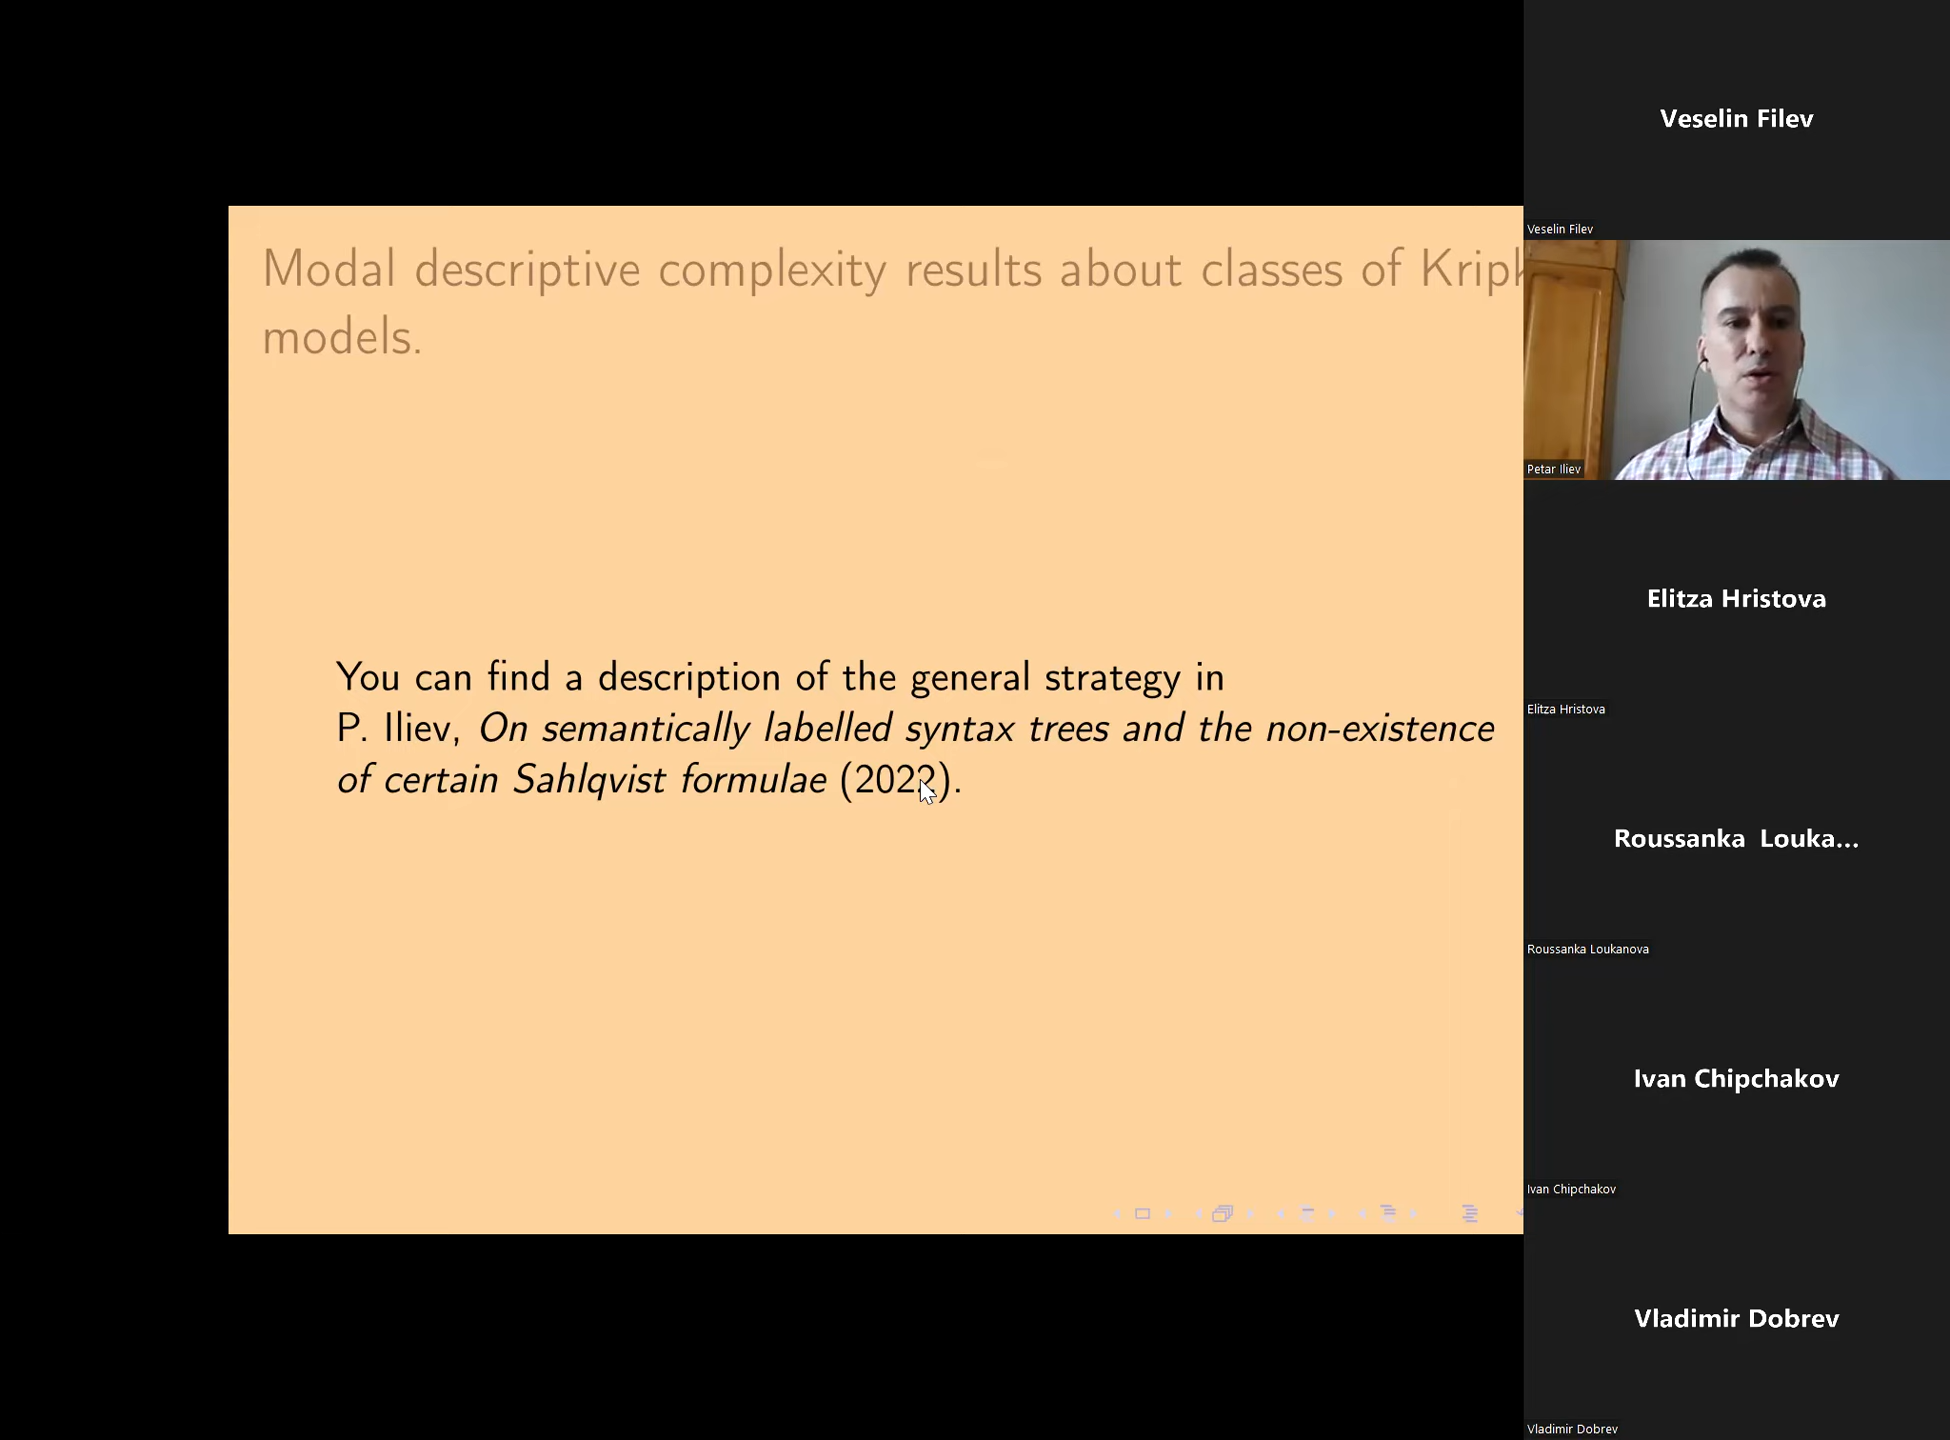 Modal descriptive complexity results about classes of Krip
models.
You can find a description of the general strategy in
P. Iliev, On semantically labelled syntax trees and the non-existence
of certain Sahlqvist formulae (2022).
Veselin Filev
Veselin Filev
Petar Iliev
Elitza Hristova
Elitza Hristova
Roussanka Louka...
Roussanka Loukanova
Ivan Chipchakov
Ivan Chipchakov
Vladimir Dobrev
Vladimir Dobrev